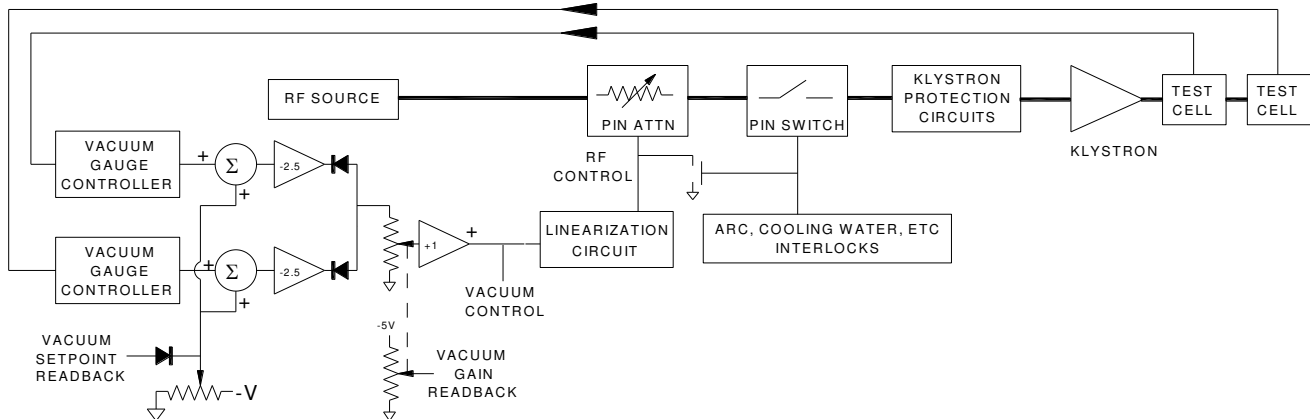 RF SOURCE
PIN ATTN
PIN SWITCH
KLYSTRON
PROTECTION
CIRCUITS
KLYSTRON
TEST
CELL
TEST
CELL
VACUUM
GAUGE
CONTROLLER
+
Σ
+
-2.5
RF
CONTROL
VACUUM
GAUGE
CONTROLLER
+
Σ
+
-2.5
+1
+
LINEARIZATION
CIRCUIT
ARC, COOLING WATER, ETC
INTERLOCKS
VACUUM
CONTROL
VACUUM
SETPOINT
READBACK
-V
-5V
VACUUM
GAIN
READBACK